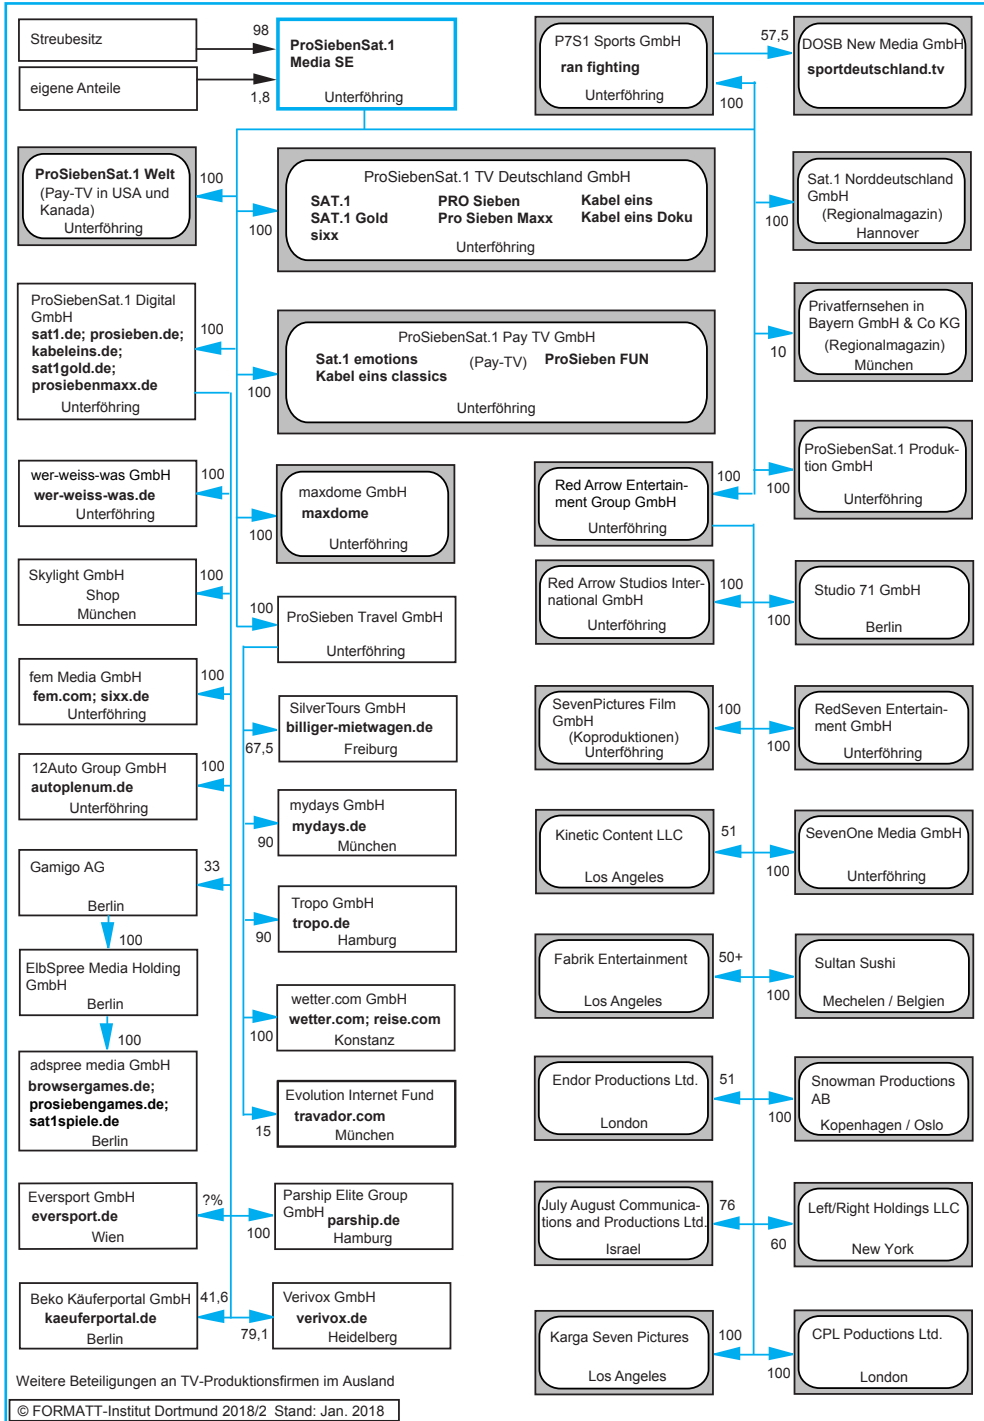 Streubesitz
98
ProSiebenSat.1
Media SE
Unterföhring
eigene Anteile
1,8
P7S1 Sports GmbH
ran fighting
Unterföhring
57,5
100
DOSB New Media GmbH
sportdeutschland.tv
ProSiebenSat.1 Welt
(Pay-TV in USA und
Kanada)
Unterföhring
100
ProSiebenSat.1 TV Deutschland GmbH
SAT.1 PRO Sieben Kabel eins
SAT.1 Gold Pro Sieben Maxx Kabel eins Doku
sixx
Unterföhring
100
Sat.1 Norddeutschland
GmbH
(Regionalmagazin)
Hannover
100
ProSiebenSat.1 Digital
GmbH
sat1.de; prosieben.de;
kabeleins.de;
sat1gold.de;
prosiebenmaxx.de
Unterföhring
100
ProSiebenSat.1 Pay TV GmbH
Sat.1 emotions (Pay-TV) ProSieben FUN
Kabel eins classics
Unterföhring
100
Privatfernsehen in
Bayern GmbH & Co KG
(Regionalmagazin)
München
10
wer-weiss-was GmbH
wer-weiss-was.de
Unterföhring
100
maxdome GmbH
maxdome
Unterföhring
100
Red Arrow Entertain-
ment Group GmbH
Unterföhring
100
ProSiebenSat.1 Produk-
tion GmbH
Unterföhring
100
Skylight GmbH
Shop
München
100
ProSieben Travel GmbH
Unterföhring
100
Red Arrow Studios Inter-
national GmbH
Unterföhring
100
Studio 71 GmbH
Berlin
100
fem Media GmbH
fem.com; sixx.de
Unterföhring
100
SilverTours GmbH
billiger-mietwagen.de
Freiburg
67,5
SevenPictures Film
GmbH
(Koproduktionen)
Unterföhring
100
RedSeven Entertain-
ment GmbH
Unterföhring
100
12Auto Group GmbH
autoplenum.de
Unterföhring
100
mydays GmbH
mydays.de
München
90
Kinetic Content LLC
Los Angeles
51
SevenOne Media GmbH
Unterföhring
100
Gamigo AG
Berlin
33
100
Tropo GmbH
tropo.de
Hamburg
90
Fabrik Entertainment
Los Angeles
50+
Sultan Sushi
Mechelen / Belgien
100
ElbSpree Media Holding
GmbH
Berlin
100
wetter.com GmbH
wetter.com; reise.com
Konstanz
100
Endor Productions Ltd.
London
51
Snowman Productions
AB
Kopenhagen / Oslo
100
adspree media GmbH
browsergames.de;
prosiebengames.de;
sat1spiele.de
Berlin
Evolution Internet Fund
travador.com
München
15
July August Communica-
tions and Productions Ltd.
Israel
76
Left/Right Holdings LLC
New York
60
Eversport GmbH
eversport.de
Wien
?%
Parship Elite Group
GmbH
parship.de
Hamburg
100
Beko Käuferportal GmbH
kaeuferportal.de
Berlin
41,6
Verivox GmbH
verivox.de
Heidelberg
79,1
Karga Seven Pictures
Los Angeles
100
CPL Poductions Ltd.
London
100
Weitere Beteiligungen an TV-Produktionsfirmen im Ausland
© FORMATT-Institut Dortmund 2018/2 Stand: Jan. 2018